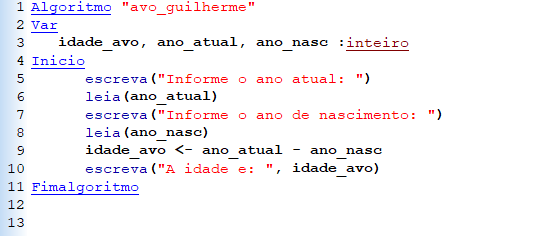 1 Algoritmo "avo_guilherme"
2 Var
3 idade_avo, ano_atual, ano_nasc :inteiro
4 Inicio
5 escreva("Informe o ano atual: ")
6 leia(ano_atual)
7 escreva("Informe o ano de nascimento: ")
8 leia(ano_nasc)
9 idade_avo <- ano_atual - ano_nasc
10 escreva("A idade e: ", idade_avo)
11 Fimalgoritmo
12
13